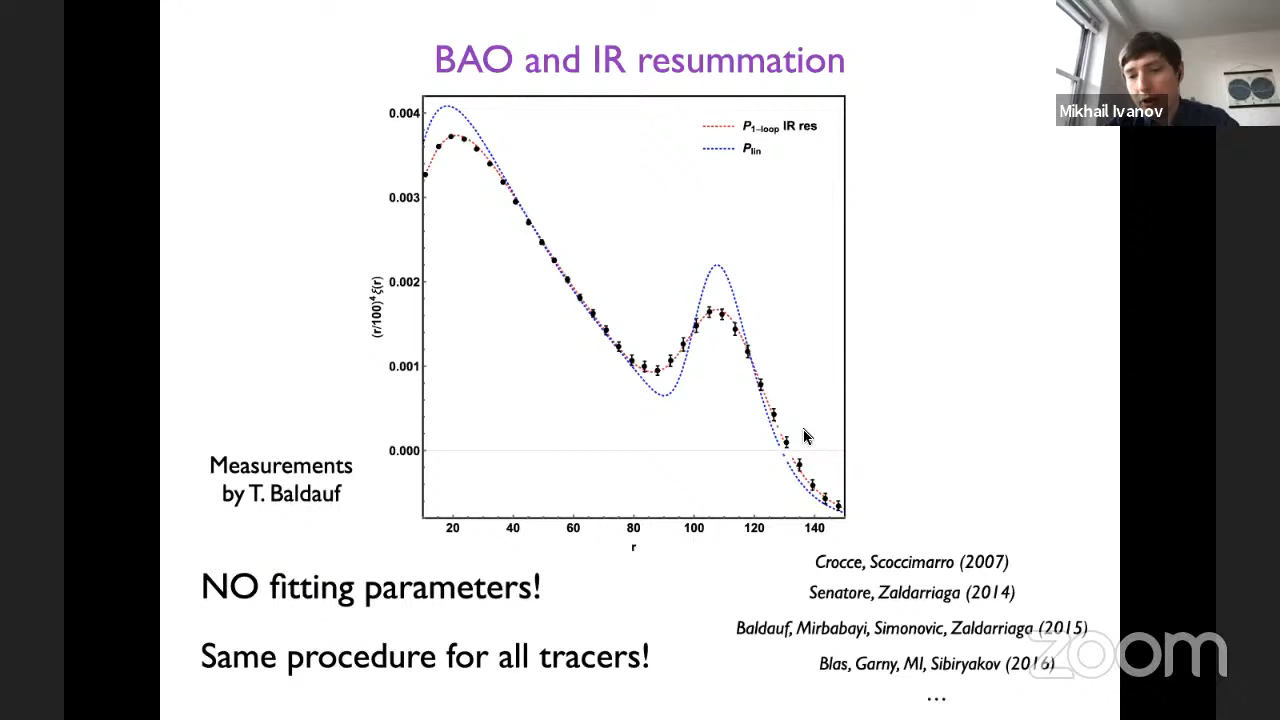 BAO and IR resummation
Mikhail Ivanov
P1–loop IR res
Plin
0.004
0.003
0.002
0.001
0.000
(r/100)⁴ ξ(r)
20 40 60 80 100 120 140
r
Measurements
by T. Baldauf
NO fitting parameters!
Same procedure for all tracers!
Crocce, Scoccimarro (2007)
Senatore, Zaldarriaga (2014)
Baldauf, Mirbabayi, Simonovic, Zaldarriaga (2015)
Blas, Garny, MI, Sibiryakov (2016)
...
zoom